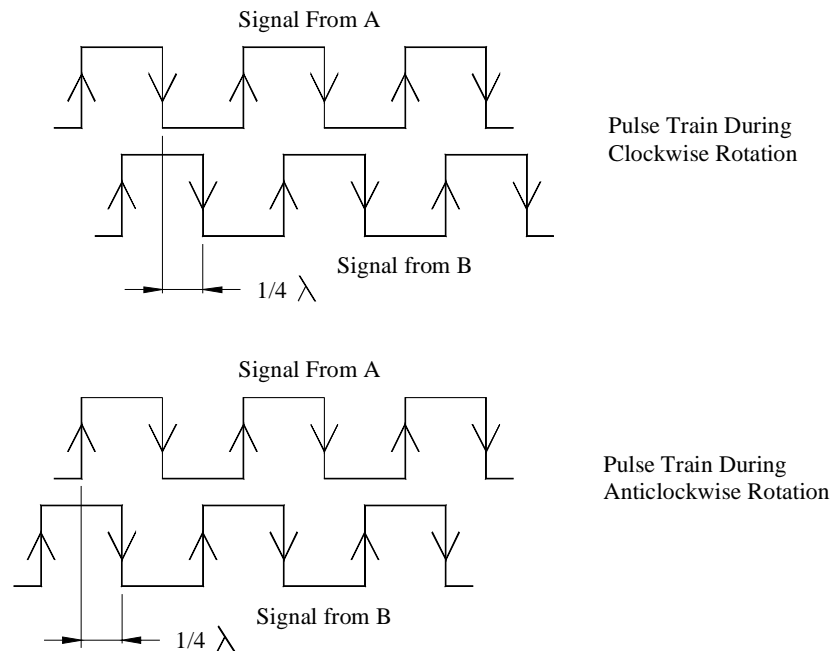 Signal From A
Pulse Train During
Clockwise Rotation
Signal from B
1/4 λ
Signal From A
Pulse Train During
Anticlockwise Rotation
Signal from B
1/4 λ